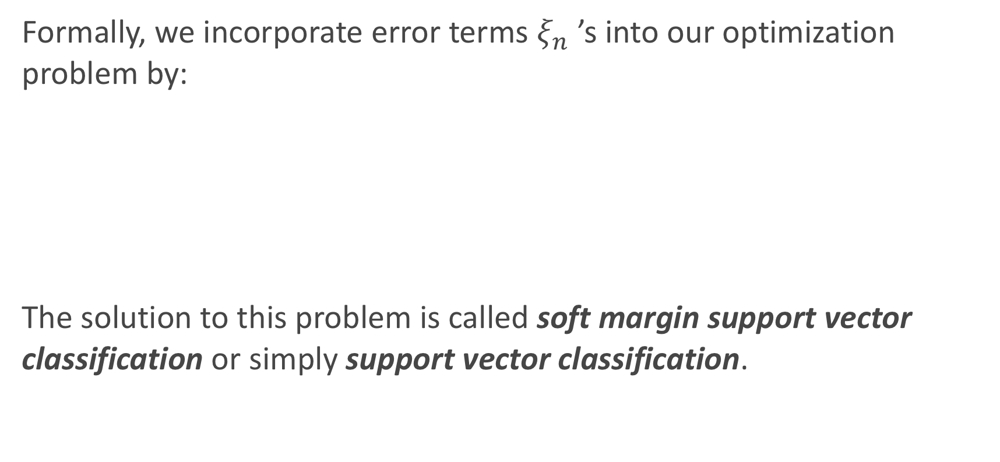 Formally, we incorporate error terms ξₙ ’s into our optimization
problem by:
The solution to this problem is called soft margin support vector
classification or simply support vector classification.